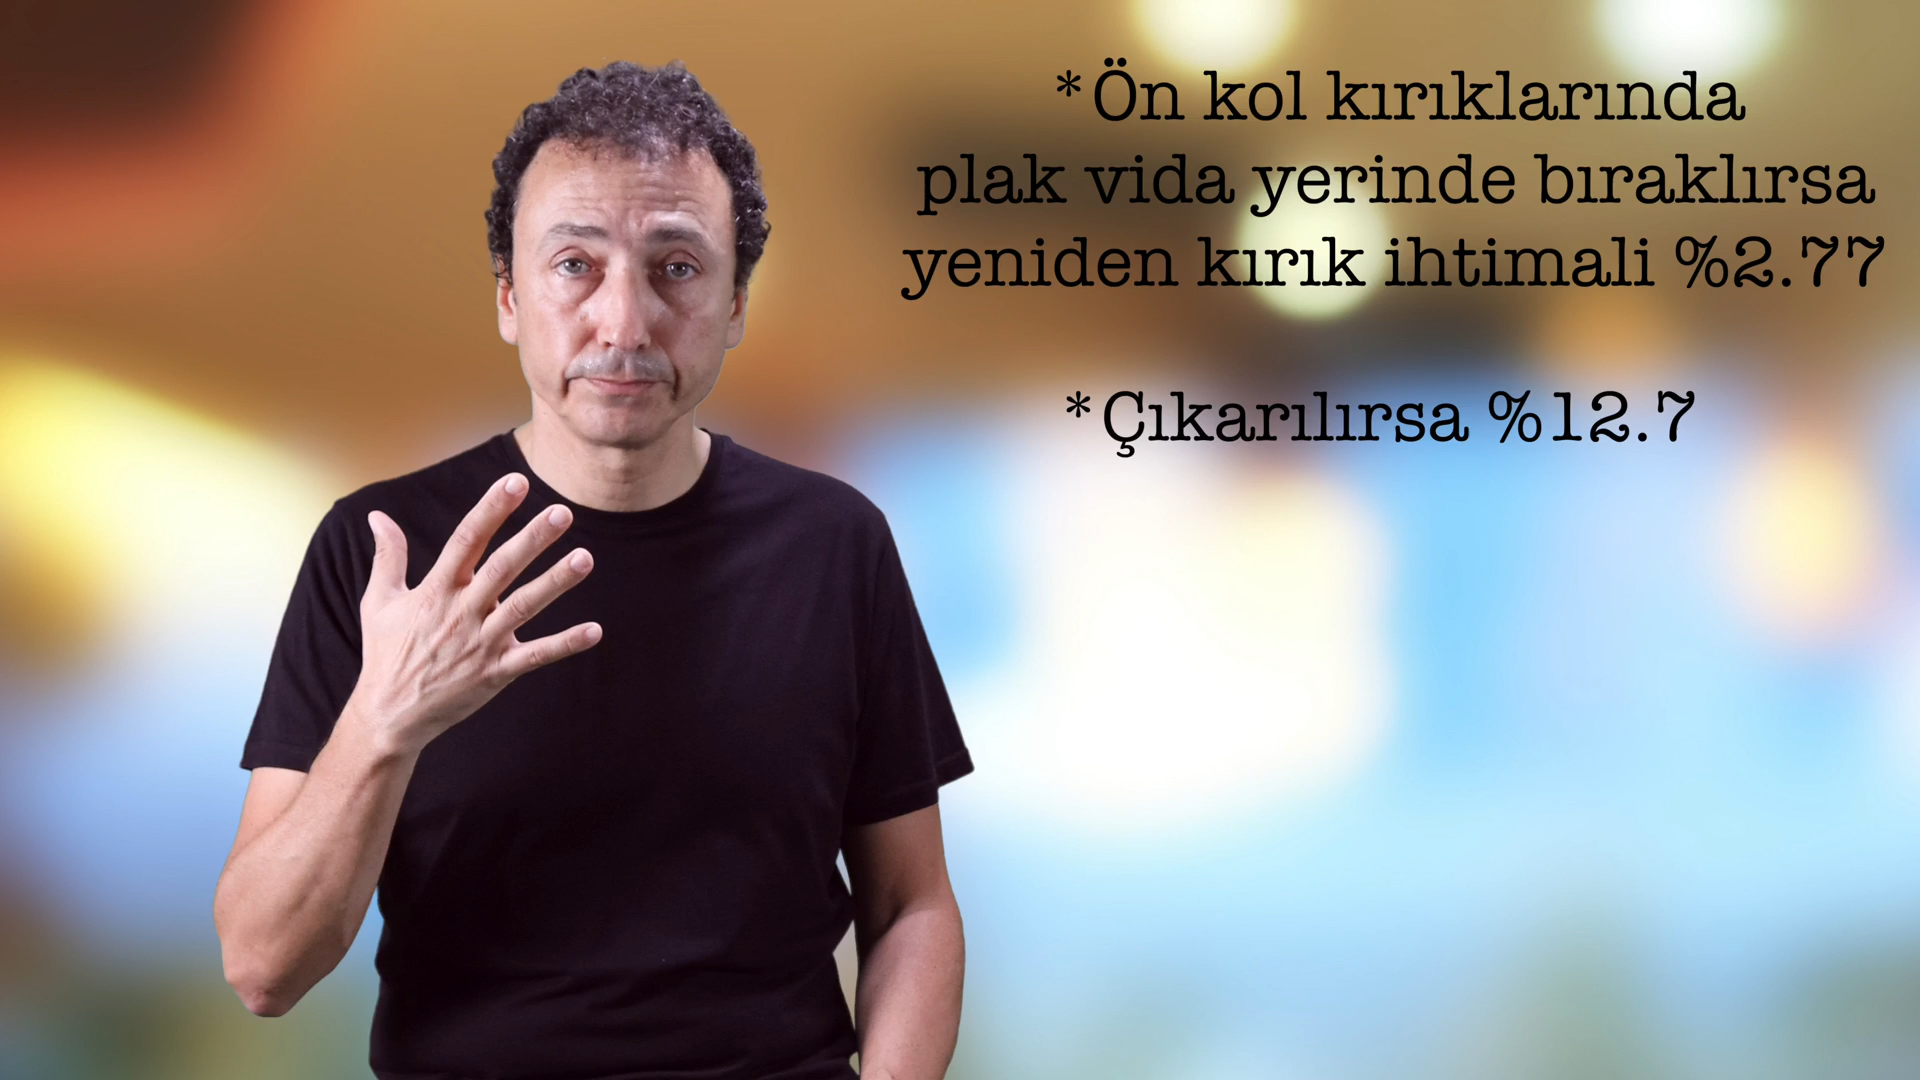 *Ön kol kırıklarında
plak vida yerinde bıraklırsa
yeniden kırık ihtimali %2.77
*Çıkarılırsa %12.7